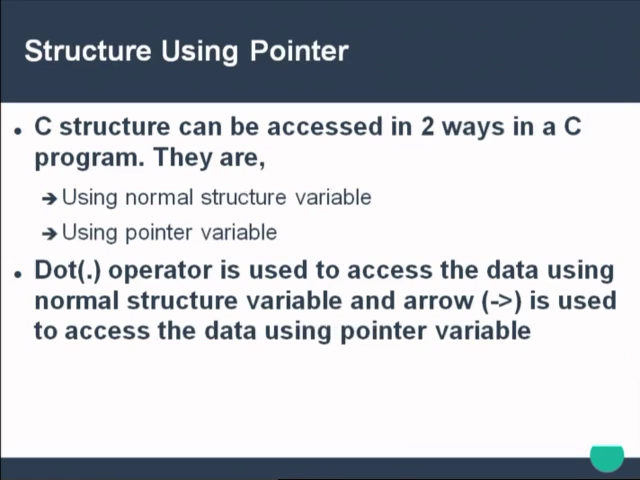 Structure Using Pointer
• C structure can be accessed in 2 ways in a C
program. They are,
➔ Using normal structure variable
➔ Using pointer variable
• Dot(.) operator is used to access the data using
normal structure variable and arrow (->) is used
to access the data using pointer variable